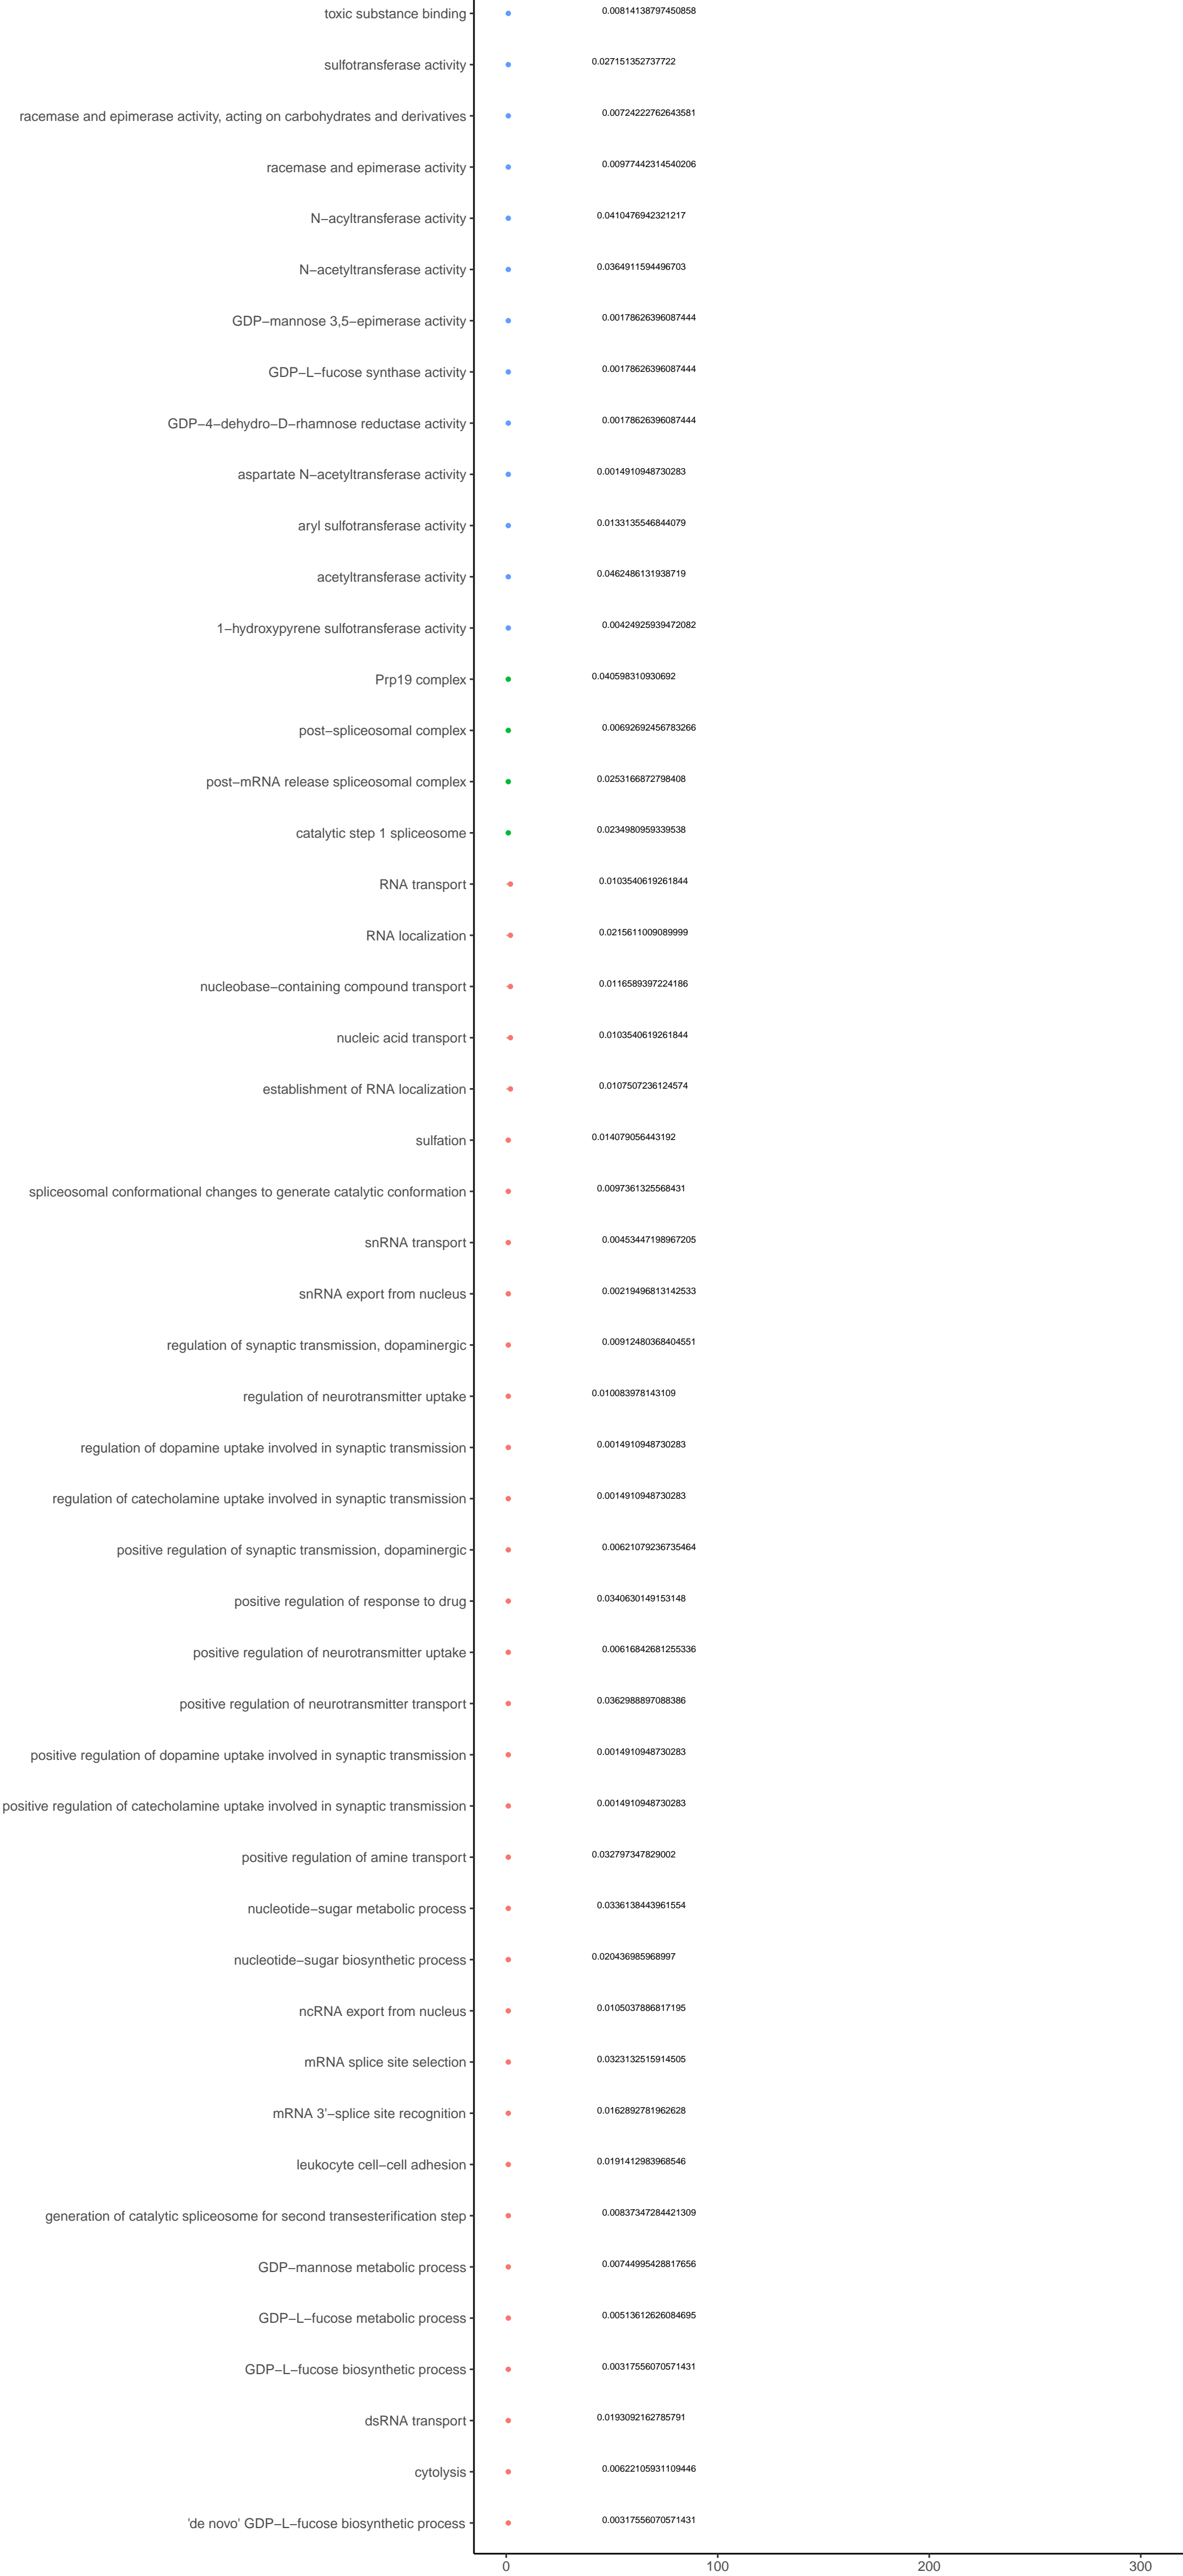 toxic substance binding 0.00814138797450858
sulfotransferase activity 0.027151352737722
racemase and epimerase activity, acting on carbohydrates and derivatives 0.00724222762643581
racemase and epimerase activity 0.00977442314540206
N−acyltransferase activity 0.0410476942321217
N−acetyltransferase activity 0.0364911594496703
GDP−mannose 3,5−epimerase activity 0.00178626396087444
GDP−L−fucose synthase activity 0.00178626396087444
GDP−4−dehydro−D−rhamnose reductase activity 0.00178626396087444
aspartate N−acetyltransferase activity 0.0014910948730283
aryl sulfotransferase activity 0.0133135546844079
acetyltransferase activity 0.0462486131938719
1−hydroxypyrene sulfotransferase activity 0.00424925939472082
Prp19 complex 0.040598310930692
post−spliceosomal complex 0.00692692456783266
post−mRNA release spliceosomal complex 0.0253166872798408
catalytic step 1 spliceosome 0.0234980959339538
RNA transport 0.0103540619261844
RNA localization 0.0215611009089999
nucleobase−containing compound transport 0.0116589397224186
nucleic acid transport 0.0103540619261844
establishment of RNA localization 0.0107507236124574
sulfation 0.014079056443192
spliceosomal conformational changes to generate catalytic conformation 0.0097361325568431
snRNA transport 0.00453447198967205
snRNA export from nucleus 0.00219496813142533
regulation of synaptic transmission, dopaminergic 0.00912480368404551
regulation of neurotransmitter uptake 0.010083978143109
regulation of dopamine uptake involved in synaptic transmission 0.0014910948730283
regulation of catecholamine uptake involved in synaptic transmission 0.0014910948730283
positive regulation of synaptic transmission, dopaminergic 0.00621079236735464
positive regulation of response to drug 0.0340630149153148
positive regulation of neurotransmitter uptake 0.00616842681255336
positive regulation of neurotransmitter transport 0.0362988897088386
positive regulation of dopamine uptake involved in synaptic transmission 0.0014910948730283
positive regulation of catecholamine uptake involved in synaptic transmission 0.0014910948730283
positive regulation of amine transport 0.032797347829002
nucleotide−sugar metabolic process 0.0336138443961554
nucleotide−sugar biosynthetic process 0.020436985968997
ncRNA export from nucleus 0.0105037886817195
mRNA splice site selection 0.0323132515914505
mRNA 3'−splice site recognition 0.0162892781962628
leukocyte cell−cell adhesion 0.0191412983968546
generation of catalytic spliceosome for second transesterification step 0.00837347284421309
GDP−mannose metabolic process 0.00744995428817656
GDP−L−fucose metabolic process 0.00513612626084695
GDP−L−fucose biosynthetic process 0.00317556070571431
dsRNA transport 0.0193092162785791
cytolysis 0.00622105931109446
'de novo' GDP−L−fucose biosynthetic process 0.00317556070571431
0 100 200 300